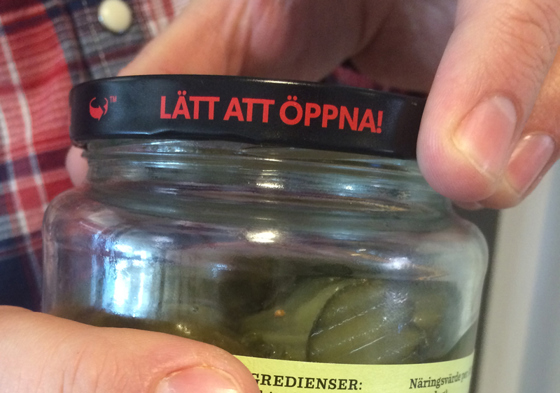 LÄTT ATT ÖPPNA!
GREDIENSER:
Näringsvärde